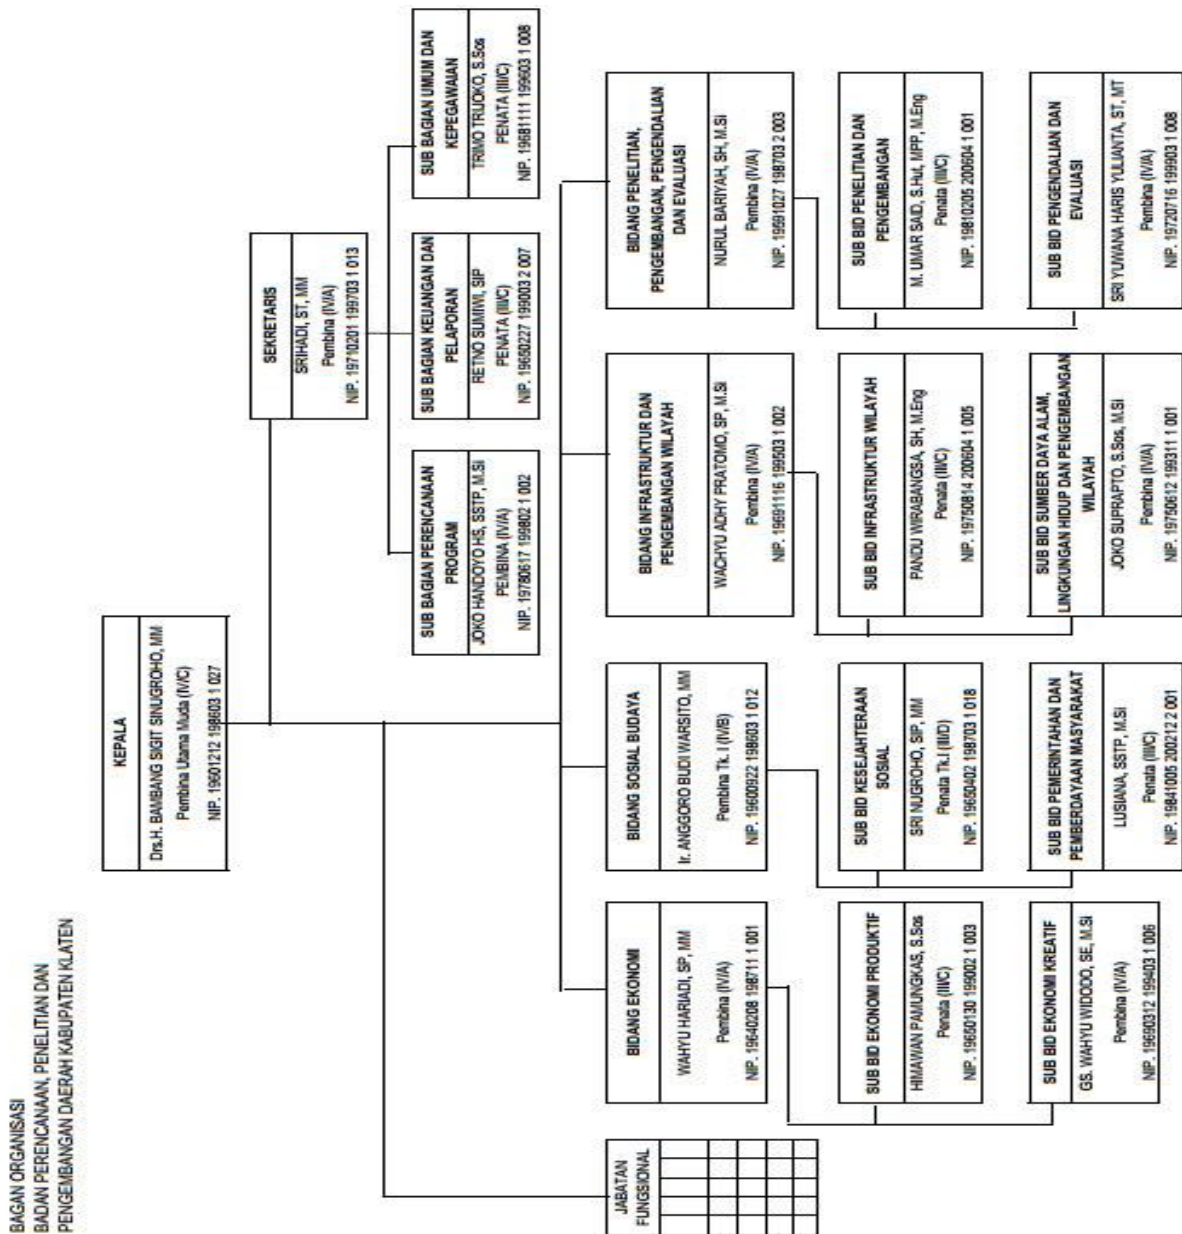 BAGAN ORGANISASI
BADAN PERENCANAAN, PENELITIAN DAN
PENGEMBANGAN DAERAH KABUPATEN KLATEN
KEPALA
Drs.H. BAMBANG SIGIT SINUGROHO, MM
Pembina Utama Muda (IV/C)
NIP. 19601212 198603 1 027
SEKRETARIS
SRIHADI, ST, MM
Pembina (IV/A)
NIP. 19710201 199703 1 013
SUB BAGIAN PERENCANAAN
PROGRAM
JOKO HANDOYO HS, SSTP, M.Si
PEMBINA (IV/A)
NIP. 19780617 199802 1 002
SUB BAGIAN KEUANGAN DAN
PELAPORAN
RETNO SUMIWI, SIP
PENATA (III/C)
NIP. 19650227 199003 2 007
SUB BAGIAN UMUM DAN
KEPEGAWAIAN
TRIMO TRIJOKO, S.Sos
PENATA (III/C)
NIP. 19681111 199603 1 008
JABATAN
FUNGSIONAL
BIDANG EKONOMI
WAHYU HARIADI, SP, MM
Pembina (IV/A)
NIP. 19640208 198711 1 001
BIDANG SOSIAL BUDAYA
Ir. ANGGORO BUDI WARSITO, MM
Pembina Tk. I (IV/B)
NIP. 19600922 198603 1 012
BIDANG INFRASTRUKTUR DAN
PENGEMBANGAN WILAYAH
WACHYU ADHY PRATOMO, SP, M.Si
Pembina (IV/A)
NIP. 19691116 199503 1 002
BIDANG PENELITIAN,
PENGEMBANGAN, PENGENDALIAN
DAN EVALUASI
NURUL BARIYAH, SH, M.Si
Pembina (IV/A)
NIP. 19591027 198703 2 003
SUB BID EKONOMI PRODUKTIF
HIMAWAN PAMUNGKAS, S.Sos
Penata (III/C)
NIP. 19650130 199002 1 003
SUB BID KESEJAHTERAAN
SOSIAL
SRI NUGROHO, SIP, MM
Penata Tk.I (III/D)
NIP. 19650402 198703 1 018
SUB BID INFRASTRUKTUR WILAYAH
PANDU WIRABANGSA, SH, M.Eng
Penata (III/C)
NIP. 19750814 200604 1 005
SUB BID PENELITIAN DAN
PENGEMBANGAN
M. UMAR SAID, S.Hut, MPP, M.Eng
Penata (III/C)
NIP. 19810205 200604 1 001
SUB BID EKONOMI KREATIF
GS. WAHYU WIDODO, SE, M.Si
Pembina (IV/A)
NIP. 19690312 199403 1 006
SUB BID PEMERINTAHAN DAN
PEMBERDAYAAN MASYARAKAT
LUSIANA, SSTP, M.Si
Penata (III/C)
NIP. 19841005 200212 2 001
SUB BID SUMBER DAYA ALAM,
LINGKUNGAN HIDUP DAN PENGEMBANGAN
WILAYAH
JOKO SUPRAPTO, S.Sos, M.Si
Pembina (IV/A)
NIP. 19750612 199311 1 001
SUB BID PENGENDALIAN DAN
EVALUASI
SRI YUWANA HARIS YULIANTA, ST, MT
Pembina (IV/A)
NIP. 19720716 199903 1 008